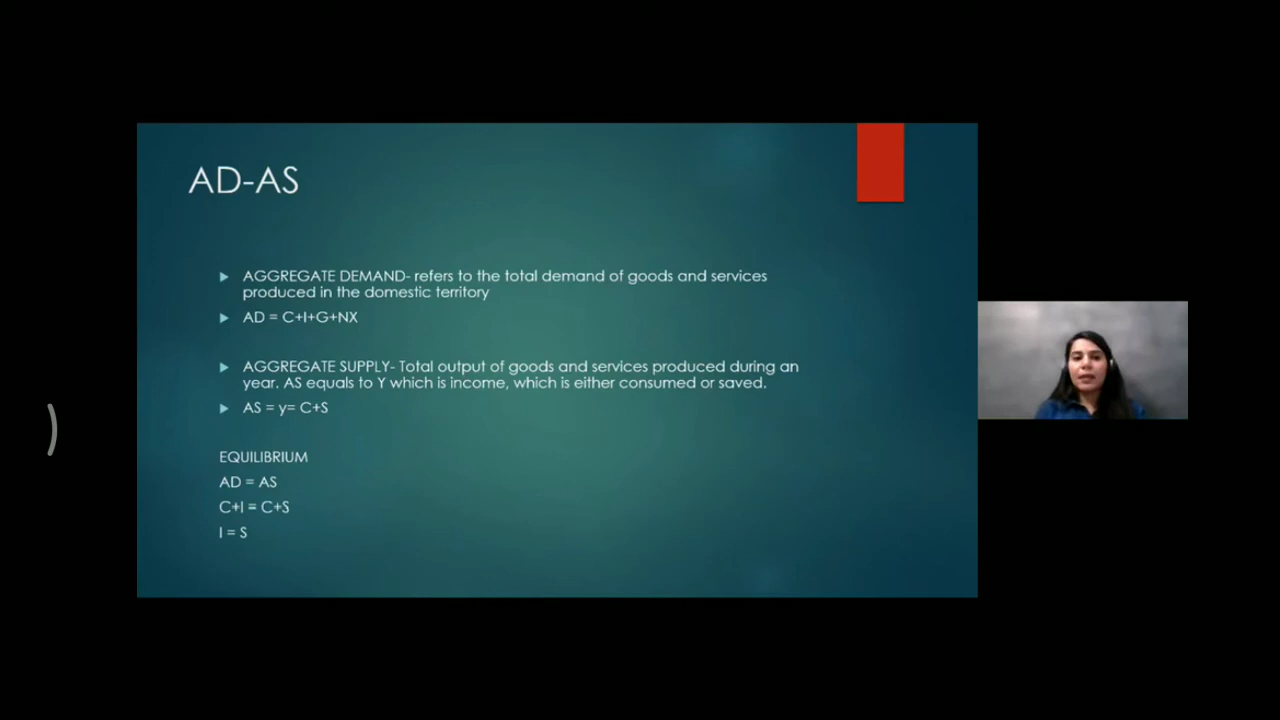 AD-AS
AGGREGATE DEMAND- refers to the total demand of goods and services
produced in the domestic territory
AD = C+I+G+NX
AGGREGATE SUPPLY- Total output of goods and services produced during an
year. AS equals to Y which is income, which is either consumed or saved.
AS = y= C+S
EQUILIBRIUM
AD = AS
C+I = C+S
I = S